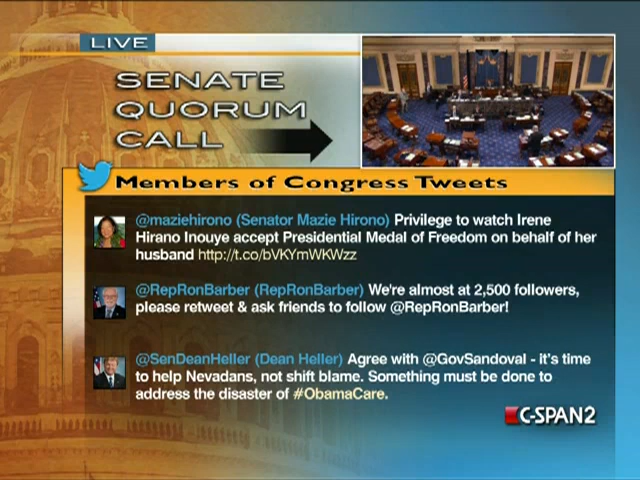 LIVE
SENATE
QUORUM
CALL
Members of Congress Tweets
@maziehirono (Senator Mazie Hirono) Privilege to watch Irene
Hirano Inouye accept Presidential Medal of Freedom on behalf of her
husband http://t.co/bVKYmWKWzz
@RepRonBarber (RepRonBarber) We're almost at 2,500 followers,
please retweet & ask friends to follow @RepRonBarber!
@SenDeanHeller (Dean Heller) Agree with @GovSandoval - it's time
to help Nevadans, not shift blame. Something must be done to
address the disaster of #ObamaCare.
C-SPAN2